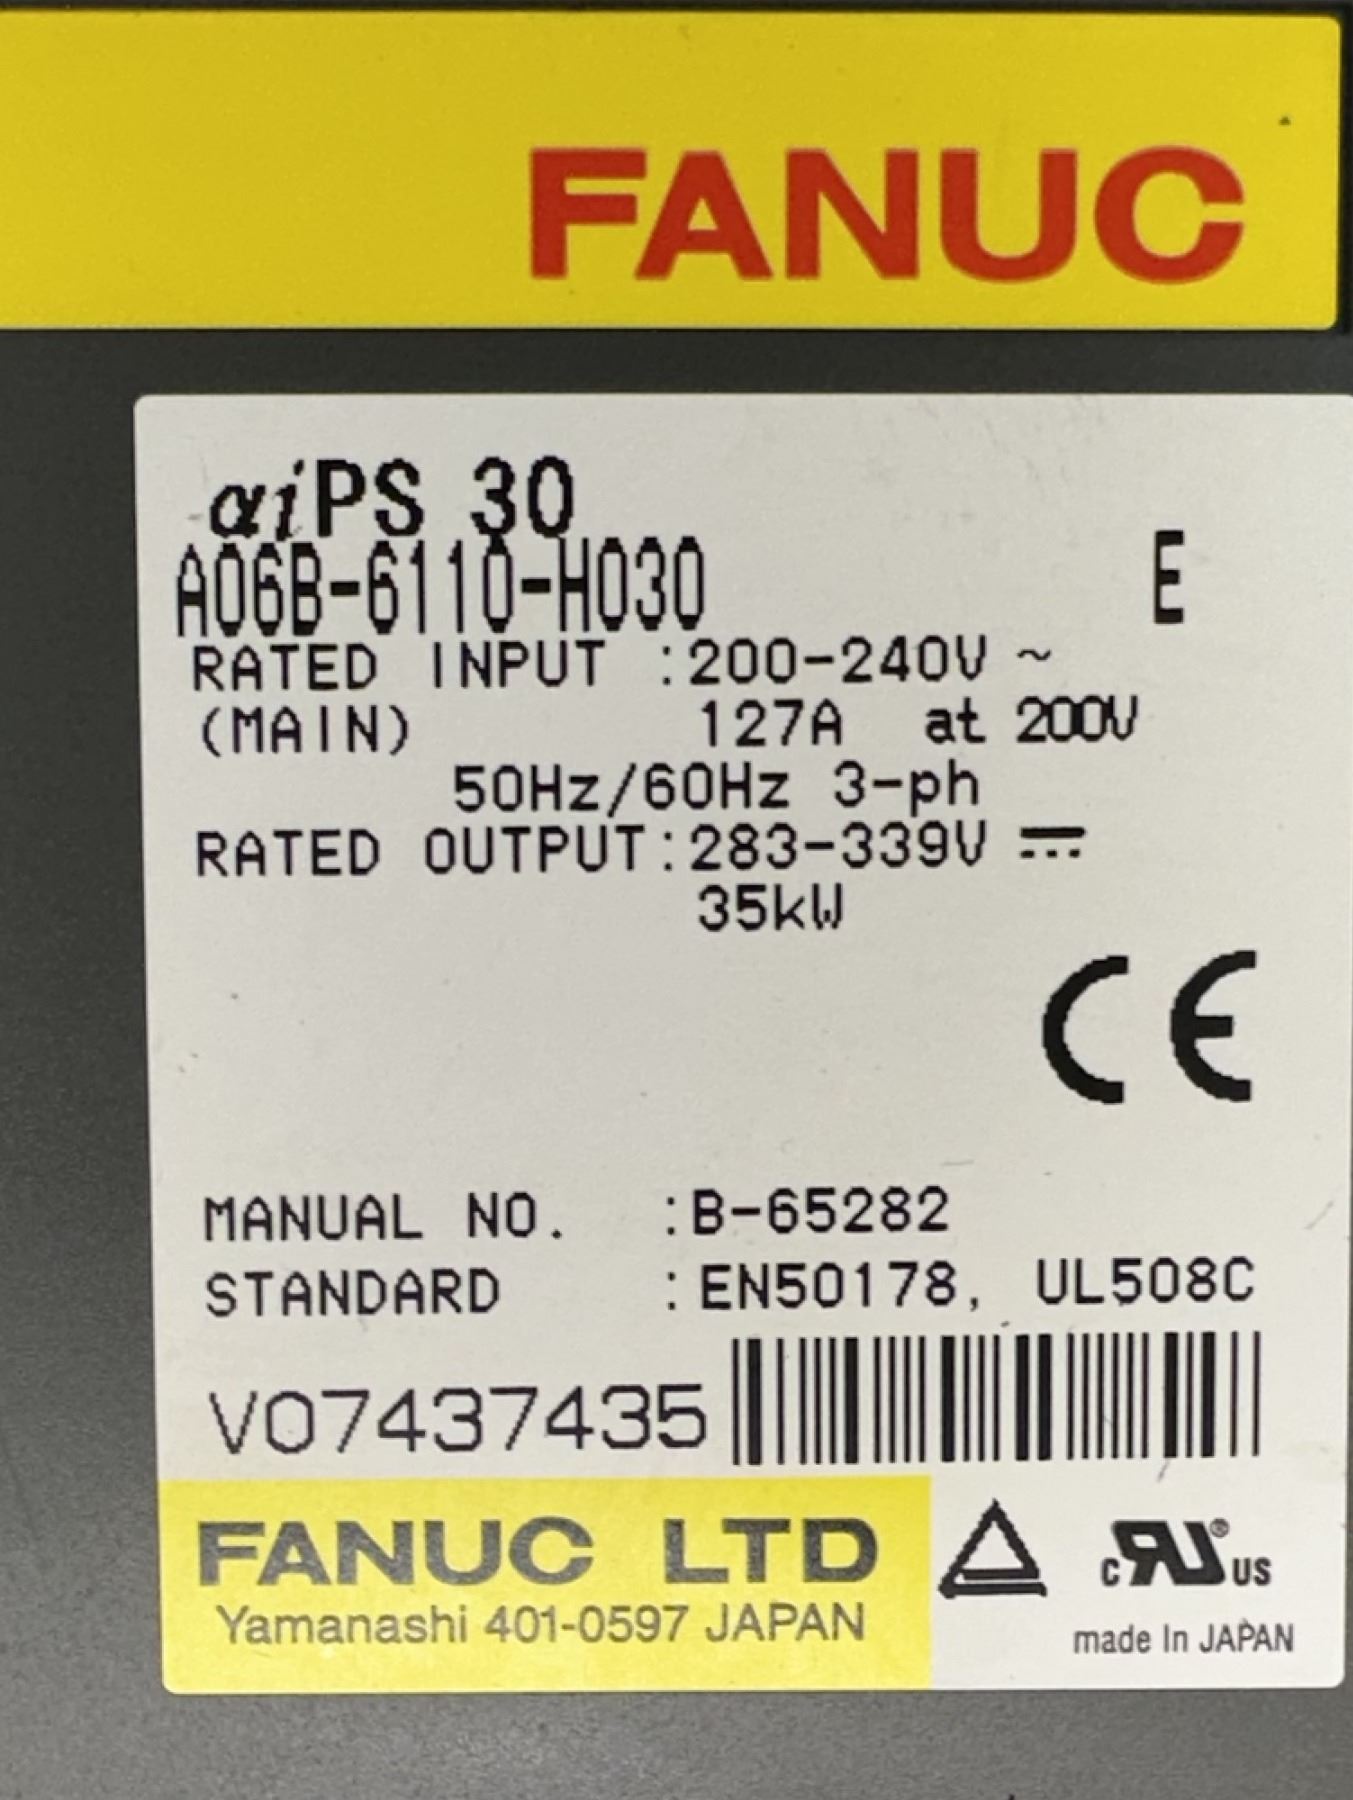 FANUC
αiPS 30
A06B-6110-H030 E
RATED INPUT :200-240V ~
(MAIN) 127A at 200V
50Hz/60Hz 3-ph
RATED OUTPUT:283-339V ⎓
35kW
CE
MANUAL NO. :B-65282
STANDARD :EN50178, UL508C
V07437435
FANUC LTD
Yamanashi 401-0597 JAPAN
c RU® US
made In JAPAN